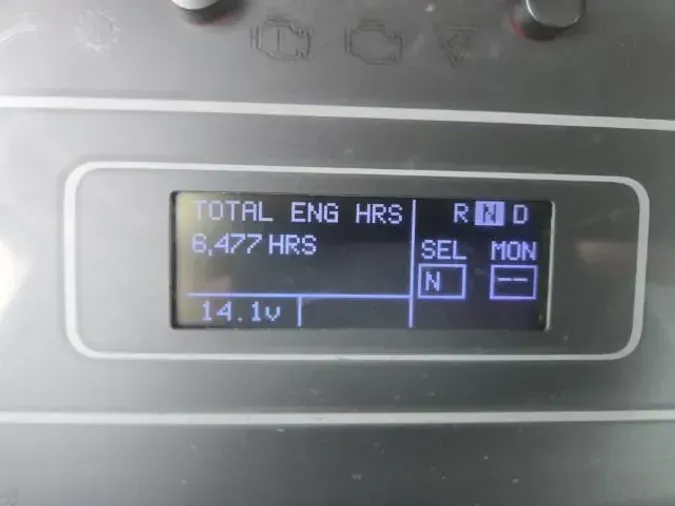 TOTAL ENG HRS
6,477 HRS
14.1v
R N D
SEL MON
N --